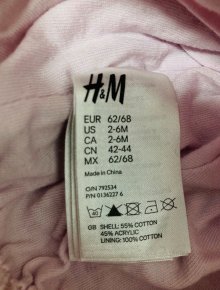 H&M
EUR 62/68
US 2-6M
CA 2-6M
CN 42-44
MX 62/68
Made in China
O/N 792534
P/N 0136227 6
40
GB SHELL: 55% COTTON
45% ACRYLIC
LINING: 100% COTTON